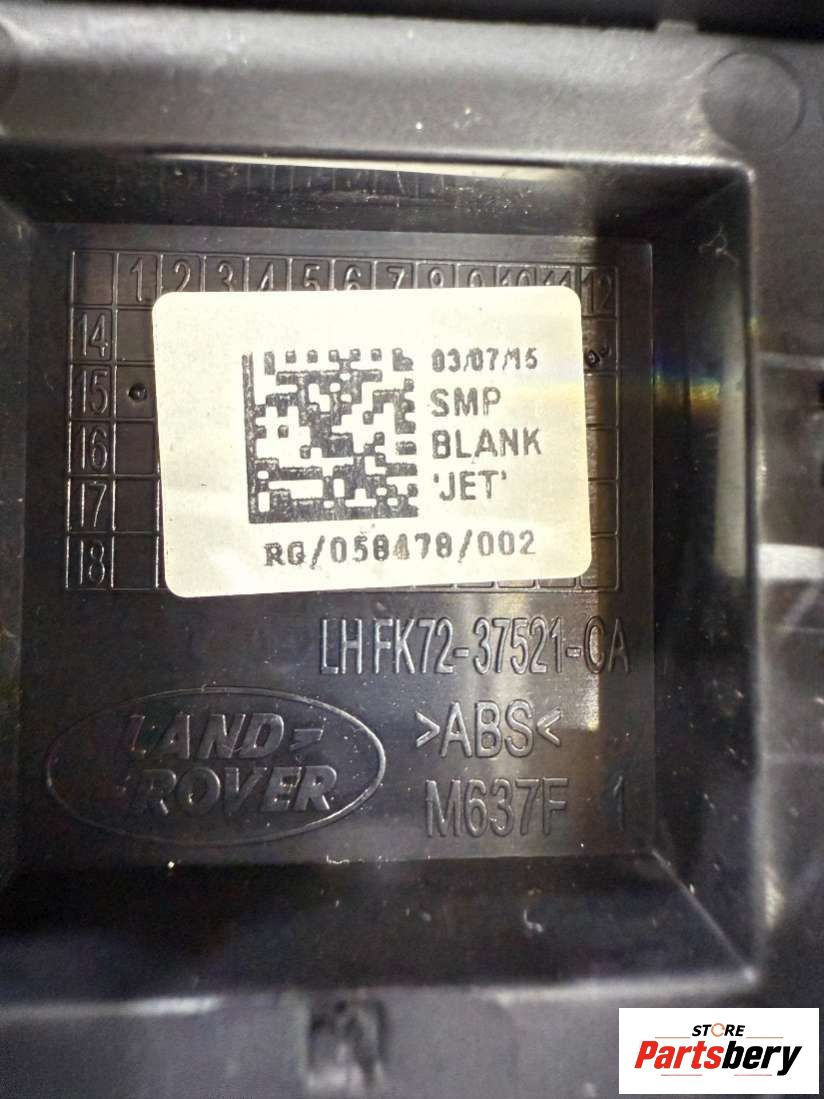 1 2 3 4 5 6 7 8 9 10 11 12
14
15
16
17
18
03/07/15
SMP
BLANK
'JET'
RG/058478/002
LH FK72-37521-CA
>ABS<
LAND-
ROVER
M637F 1
STORE
Partsbery